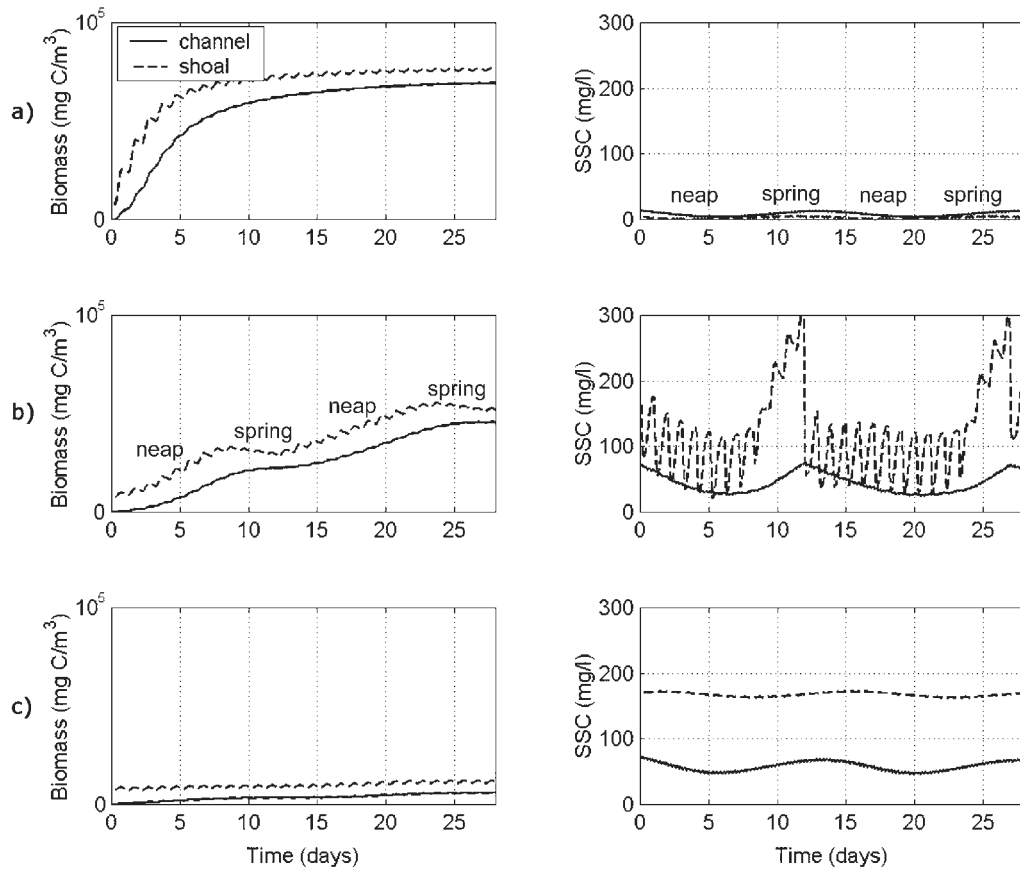 a)
Biomass (mg C/m³)
10⁵
0
0 5 10 15 20 25
channel
shoal
SSC (mg/l)
300
200
100
0
0 5 10 15 20 25
neap spring neap spring
b)
Biomass (mg C/m³)
10⁵
0
0 5 10 15 20 25
neap spring neap spring
SSC (mg/l)
300
200
100
0
0 5 10 15 20 25
c)
Biomass (mg C/m³)
10⁵
0
0 5 10 15 20 25
Time (days)
SSC (mg/l)
300
200
100
0
0 5 10 15 20 25
Time (days)